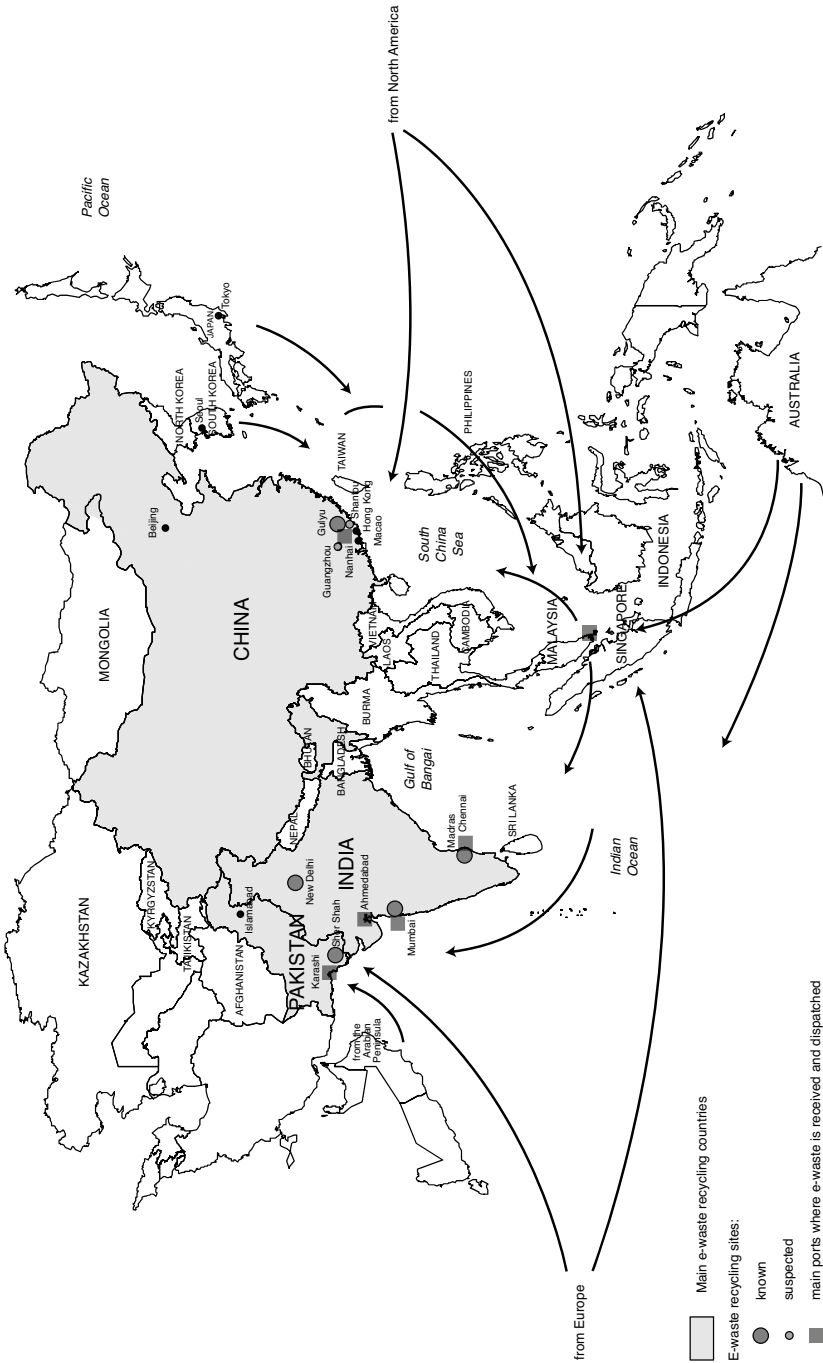 Pacific
Ocean
from North America
KAZAKHSTAN
MONGOLIA
KYRGYZSTAN
TADIKISTAN
AFGHANISTAN
PAKISTAN
Islamabad
Karashi
Sher Shah
from the
Arabian
Peninsula
CHINA
Beijing
NORTH KOREA
Seoul
SOUTH KOREA
JAPAN
Tokyo
Guiyu
Guangzhou
Nanhai
Shantou
Hong Kong
Macao
TAIWAN
NEPAL
BHUTAN
BANGLADESH
INDIA
New Delhi
Ahmedabad
Mumbai
Madras
Chennai
SRI LANKA
Gulf of
Bangai
BURMA
LAOS
VIETNAM
THAILAND
CAMBODIA
South
China
Sea
PHILIPPINES
MALAYSIA
SINGAPORE
INDONESIA
AUSTRALIA
Indian
Ocean
from Europe
Main e-waste recycling countries
E-waste recycling sites:
known
suspected
main ports where e-waste is received and dispatched